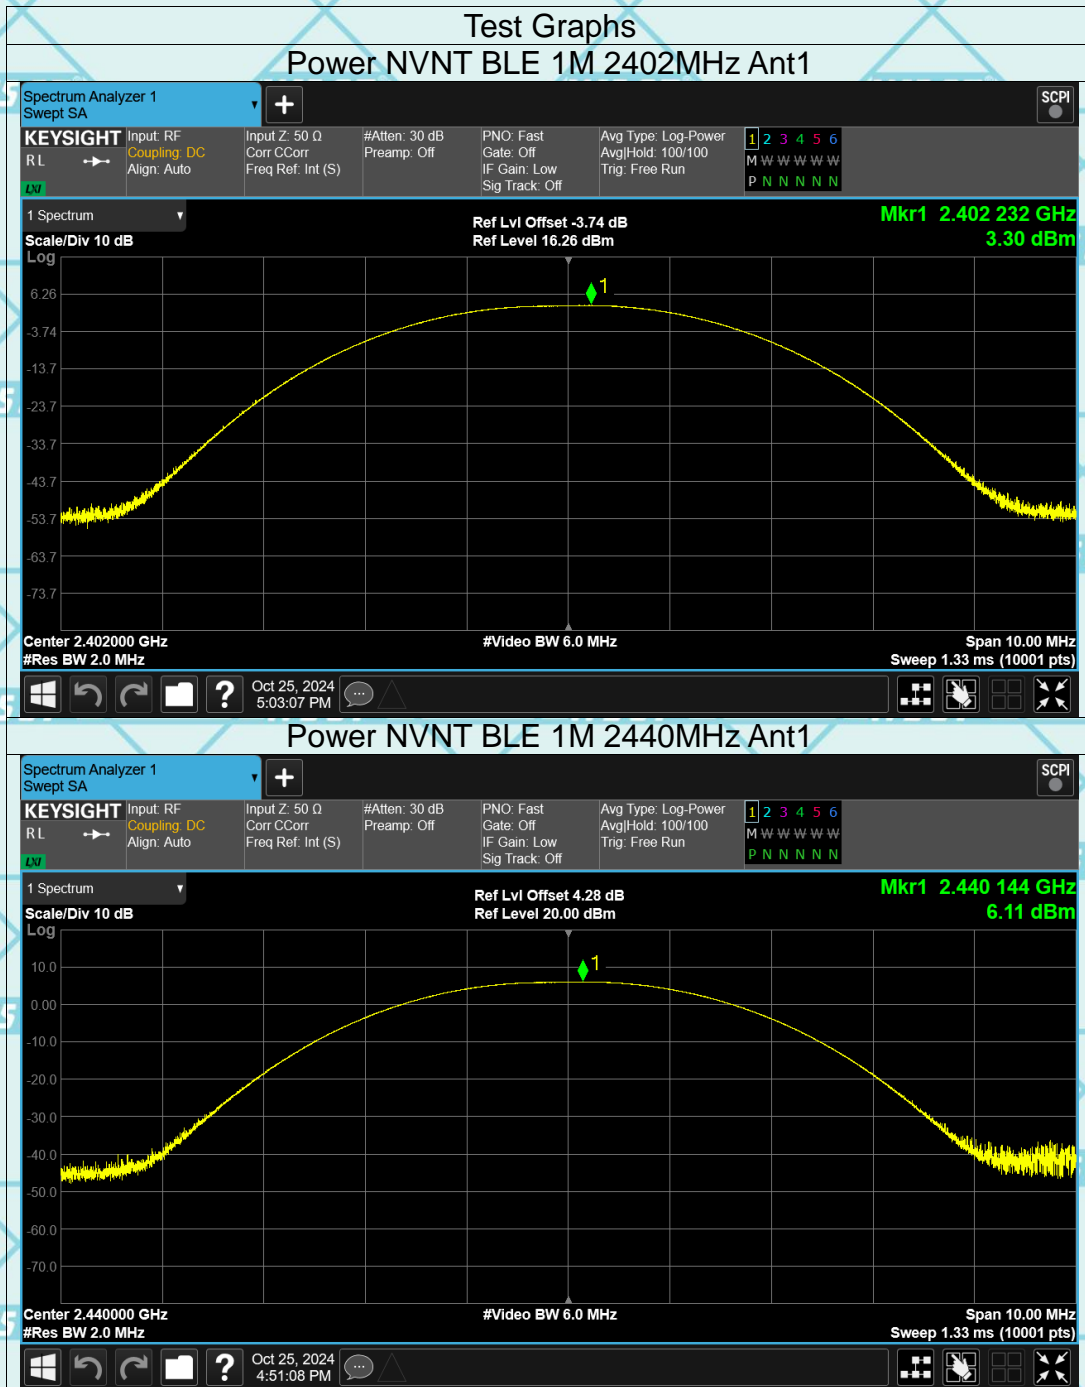 Test Graphs
Power NVNT BLE 1M 2402MHz Ant1
Spectrum Analyzer 1
Swept SA
+
SCPI
KEYSIGHT
R L
LXI
Input: RF
Coupling: DC
Align: Auto
Input Z: 50 Ω
Corr CCorr
Freq Ref: Int (S)
#Atten: 30 dB
Preamp: Off
PNO: Fast
Gate: Off
IF Gain: Low
Sig Track: Off
Avg Type: Log-Power
Avg|Hold: 100/100
Trig: Free Run
1 2 3 4 5 6
M W W W W W
P N N N N N
1 Spectrum
Scale/Div 10 dB
Log
Ref Lvl Offset -3.74 dB
Ref Level 16.26 dBm
Mkr1 2.402 232 GHz
3.30 dBm
1
6.26
-3.74
-13.7
-23.7
-33.7
-43.7
-53.7
-63.7
-73.7
Center 2.402000 GHz
#Res BW 2.0 MHz
#Video BW 6.0 MHz
Span 10.00 MHz
Sweep 1.33 ms (10001 pts)
?
Oct 25, 2024
5:03:07 PM
Power NVNT BLE 1M 2440MHz Ant1
Spectrum Analyzer 1
Swept SA
+
SCPI
KEYSIGHT
R L
LXI
Input: RF
Coupling: DC
Align: Auto
Input Z: 50 Ω
Corr CCorr
Freq Ref: Int (S)
#Atten: 30 dB
Preamp: Off
PNO: Fast
Gate: Off
IF Gain: Low
Sig Track: Off
Avg Type: Log-Power
Avg|Hold: 100/100
Trig: Free Run
1 2 3 4 5 6
M W W W W W
P N N N N N
1 Spectrum
Scale/Div 10 dB
Log
Ref Lvl Offset 4.28 dB
Ref Level 20.00 dBm
Mkr1 2.440 144 GHz
6.11 dBm
1
10.0
0.00
-10.0
-20.0
-30.0
-40.0
-50.0
-60.0
-70.0
Center 2.440000 GHz
#Res BW 2.0 MHz
#Video BW 6.0 MHz
Span 10.00 MHz
Sweep 1.33 ms (10001 pts)
?
Oct 25, 2024
4:51:08 PM